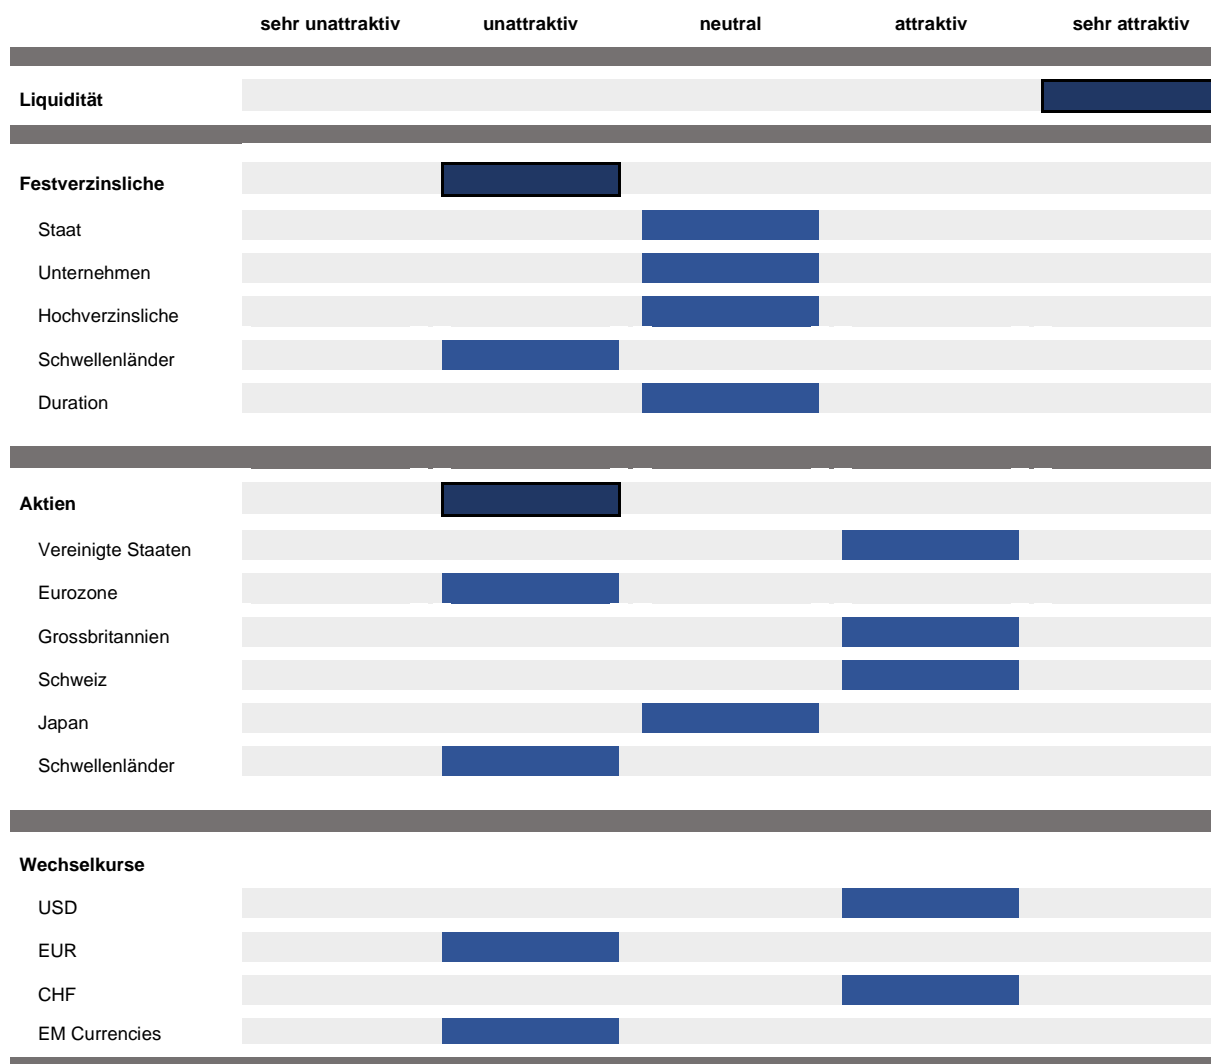 sehr unattraktiv unattraktiv neutral attraktiv sehr attraktiv
Liquidität
Festverzinsliche
Staat
Unternehmen
Hochverzinsliche
Schwellenländer
Duration
Aktien
Vereinigte Staaten
Eurozone
Grossbritannien
Schweiz
Japan
Schwellenländer
Wechselkurse
USD
EUR
CHF
EM Currencies